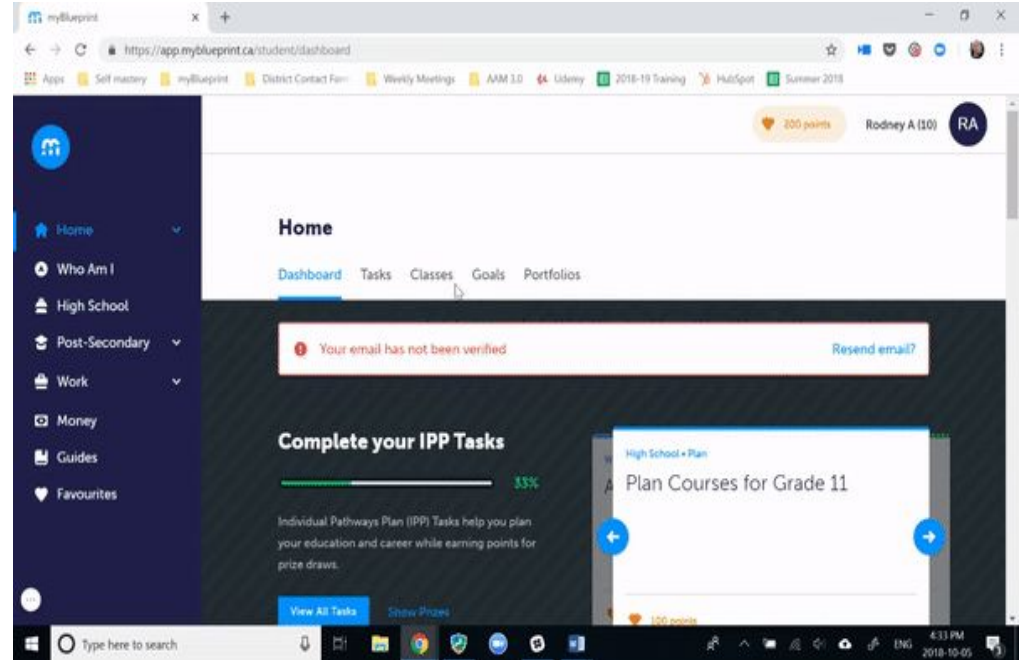 myBlueprint
https://app.myblueprint.ca/student/dashboard
Apps Self mastery myBlueprint District Contact Form Weekly Meetings AAM 3.0 Udemy 2018-19 Training HubSpot Summer 2018
200 points Rodney A (10) RA
Home
Who Am I
High School
Post-Secondary
Work
Money
Guides
Favourites
Home
Dashboard Tasks Classes Goals Portfolios
Your email has not been verified Resend email?
Complete your IPP Tasks
33%
Individual Pathways Plan (IPP) Tasks help you plan
your education and career while earning points for
prize draws.
View All Tasks Show Prizes
High School • Plan
Plan Courses for Grade 11
100 points
Type here to search
ENG
4:33 PM
2018-10-05